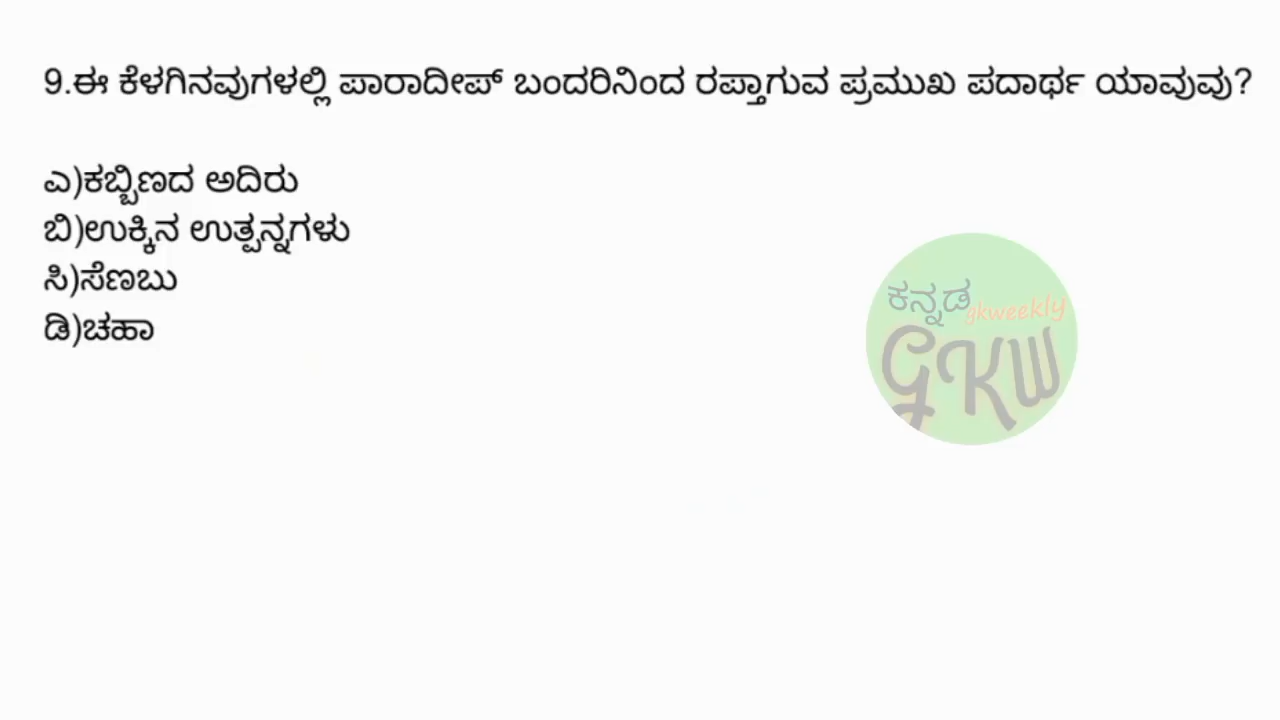 9.ಈ ಕೆಳಗಿನವುಗಳಲ್ಲಿ ಪಾರಾದೀಪ್ ಬಂದರಿನಿಂದ ರಪ್ತಾಗುವ ಪ್ರಮುಖ ಪದಾರ್ಥ ಯಾವುವು?
ಎ)ಕಬ್ಬಿಣದ ಅದಿರು
ಬಿ)ಉಕ್ಕಿನ ಉತ್ಪನ್ನಗಳು
ಸಿ)ಸೆಣಬು
ಡಿ)ಚಹಾ
ಕನ್ನಡ
gkweekly
GKW